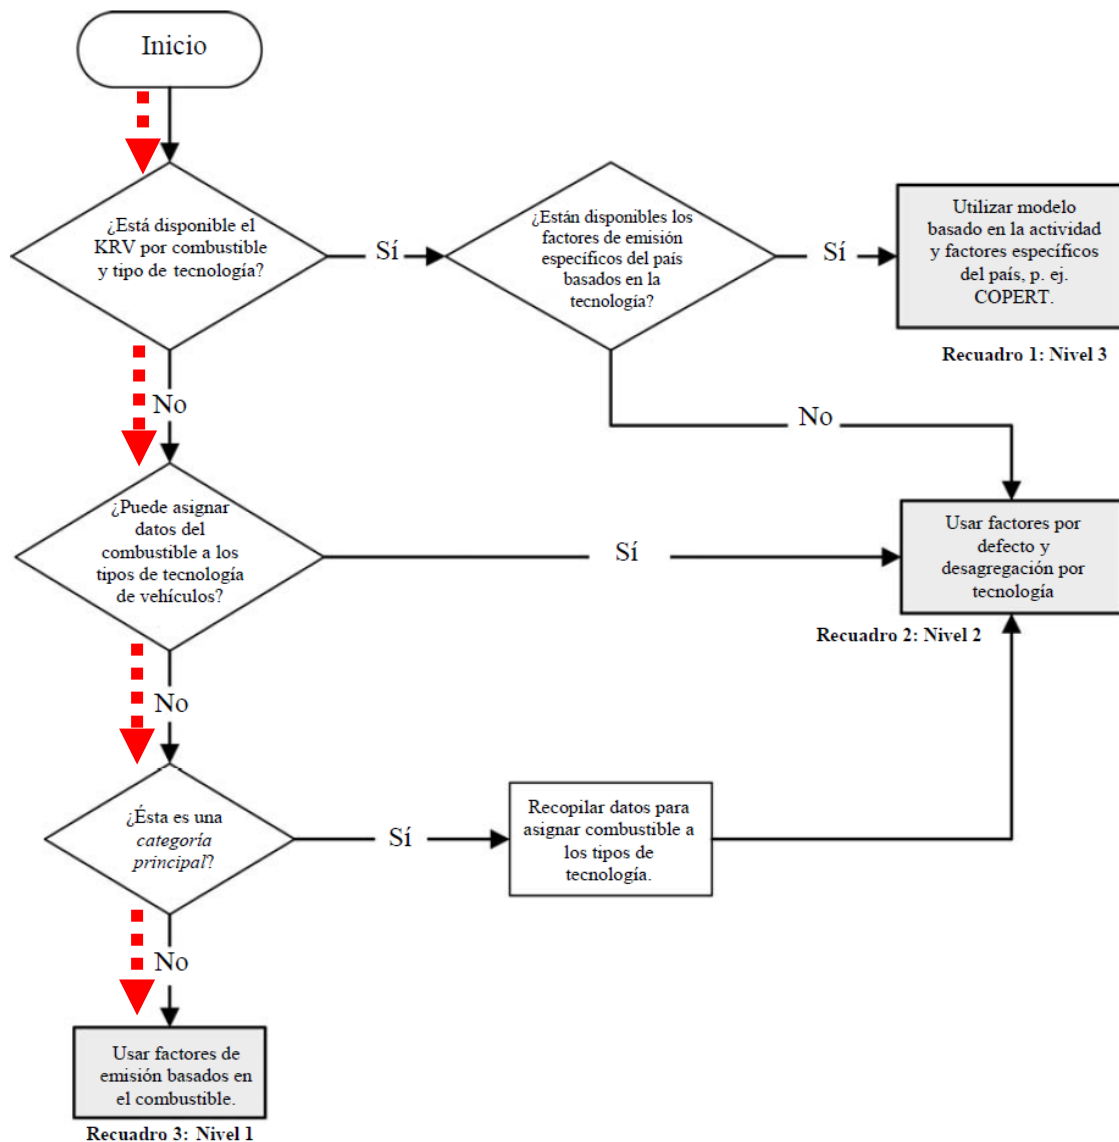 Inicio
¿Está disponible el
KRV por combustible
y tipo de tecnología?
Sí
¿Están disponibles los
factores de emisión
específicos del país
basados en la
tecnología?
Sí
Utilizar modelo
basado en la actividad
y factores específicos
del país, p. ej.
COPERT.
Recuadro 1: Nivel 3
No
No
¿Puede asignar
datos del
combustible a los
tipos de tecnología
de vehículos?
Sí
Usar factores por
defecto y
desagregación por
tecnología
Recuadro 2: Nivel 2
No
¿Ésta es una
categoría
principal?
Sí
Recopilar datos para
asignar combustible a
los tipos de
tecnología.
No
Usar factores de
emisión basados en
el combustible.
Recuadro 3: Nivel 1